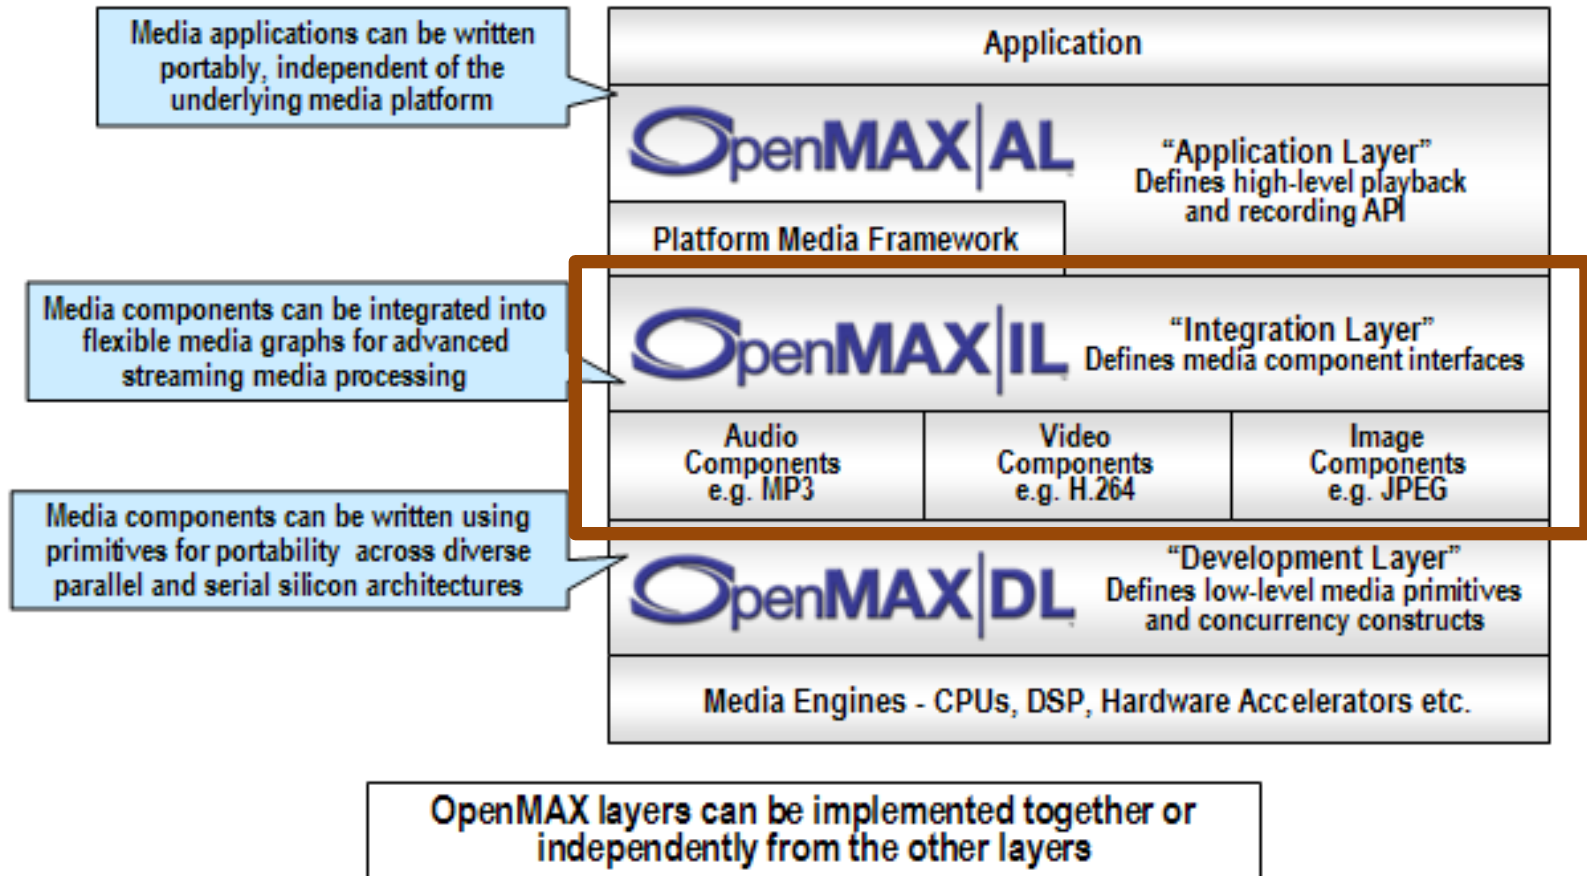 Media applications can be written
portably, independent of the
underlying media platform
Application
OpenMAX|AL
"Application Layer"
Defines high-level playback
and recording API
Platform Media Framework
Media components can be integrated into
flexible media graphs for advanced
streaming media processing
OpenMAX|IL
"Integration Layer"
Defines media component interfaces
Audio
Components
e.g. MP3
Video
Components
e.g. H.264
Image
Components
e.g. JPEG
Media components can be written using
primitives for portability across diverse
parallel and serial silicon architectures
OpenMAX|DL
"Development Layer"
Defines low-level media primitives
and concurrency constructs
Media Engines - CPUs, DSP, Hardware Accelerators etc.
OpenMAX layers can be implemented together or
independently from the other layers